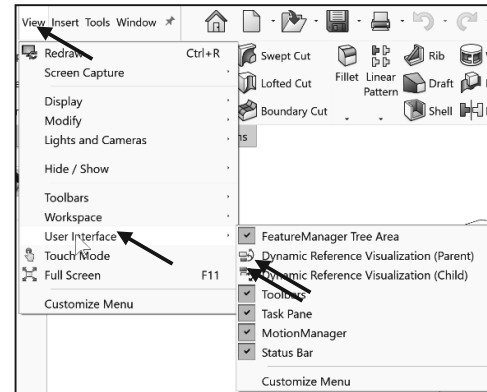 View Insert Tools Window
Redraw Ctrl+R
Screen Capture
Display
Modify
Lights and Cameras
Hide / Show
Toolbars
Workspace
User Interface
Touch Mode
Full Screen F11
Customize Menu
Swept Cut
Lofted Cut
Boundary Cut
Fillet
Linear
Pattern
Rib
Draft
Shell
FeatureManager Tree Area
Dynamic Reference Visualization (Parent)
Dynamic Reference Visualization (Child)
Toolbars
Task Pane
MotionManager
Status Bar
Customize Menu